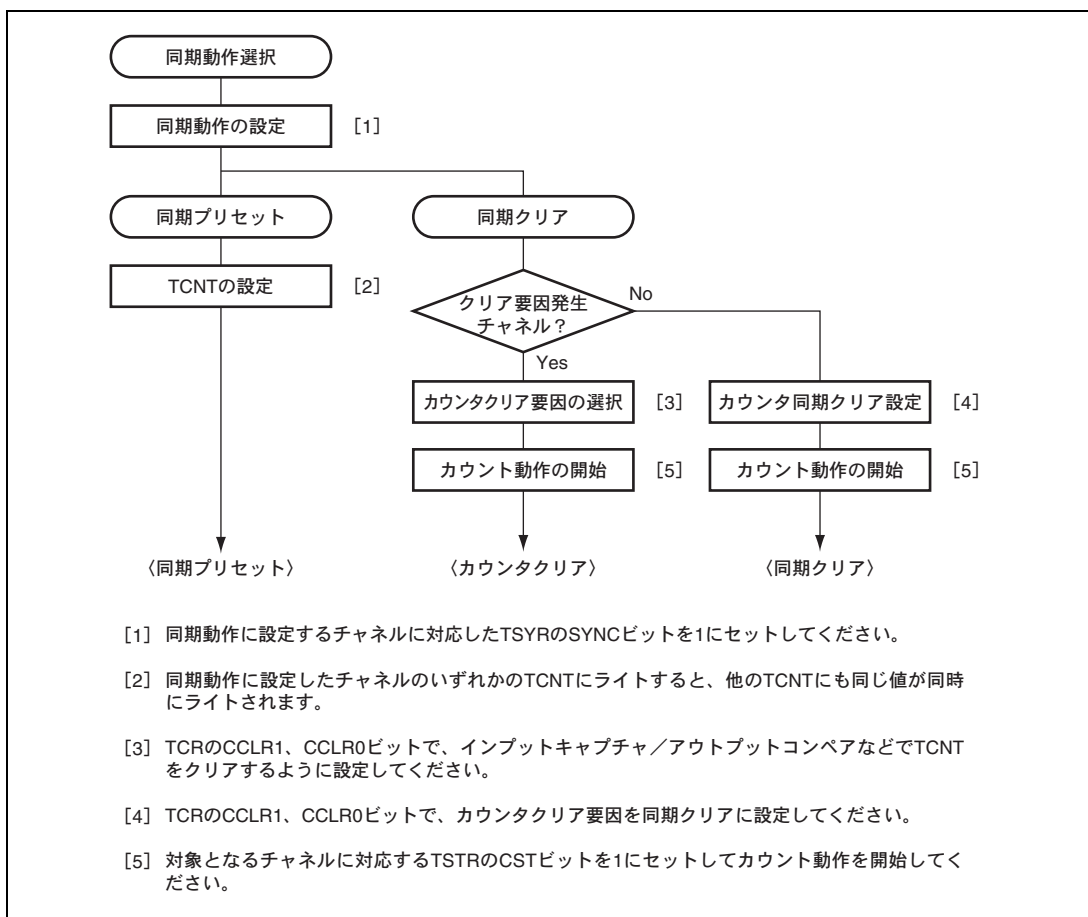 同期動作選択
同期動作の設定 [1]
同期プリセット 同期クリア
TCNTの設定 [2]
クリア要因発生
チャネル？
No
Yes
カウンタクリア要因の選択 [3] カウンタ同期クリア設定 [4]
カウント動作の開始 [5] カウント動作の開始 [5]
〈同期プリセット〉 〈カウンタクリア〉 〈同期クリア〉
[1] 同期動作に設定するチャネルに対応したTSYRのSYNCビットを1にセットしてください。
[2] 同期動作に設定したチャネルのいずれかのTCNTにライトすると、他のTCNTにも同じ値が同時
にライトされます。
[3] TCRのCCLR1、CCLR0ビットで、インプットキャプチャ／アウトプットコンペアなどでTCNT
をクリアするように設定してください。
[4] TCRのCCLR1、CCLR0ビットで、カウンタクリア要因を同期クリアに設定してください。
[5] 対象となるチャネルに対応するTSTRのCSTビットを1にセットしてカウント動作を開始してく
ださい。